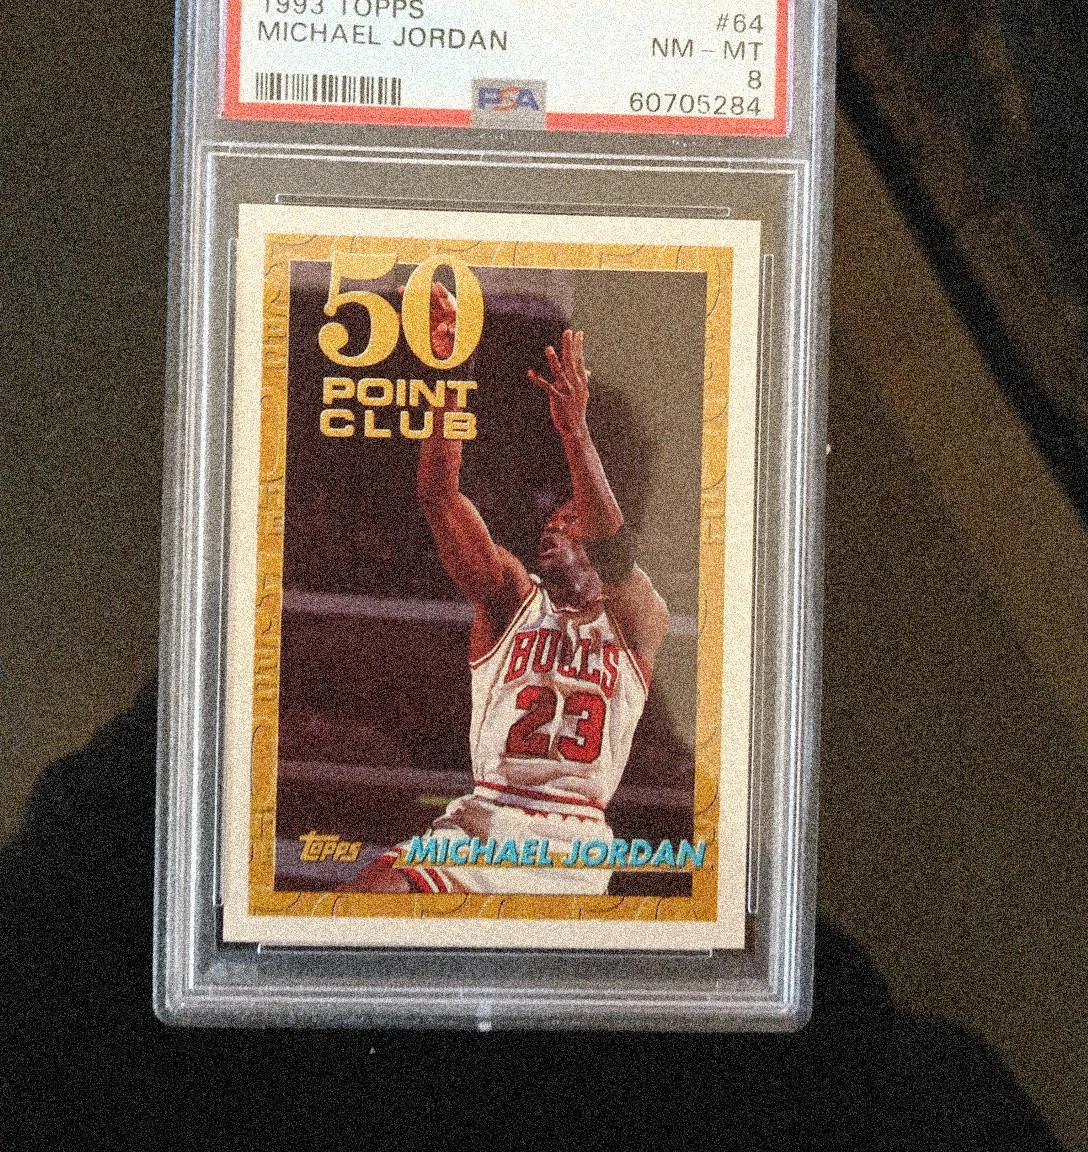 1993 TOPPS
#64
MICHAEL JORDAN
NM-MT
8
PSA
60705284
50
POINT
CLUB
BULLS
23
Topps
MICHAEL JORDAN